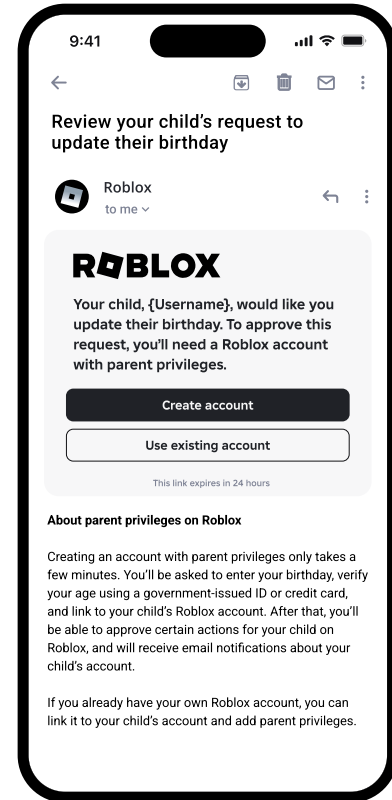 9:41
Review your child's request to
update their birthday
Roblox
to me
ROBLOX
Your child, {Username}, would like you
update their birthday. To approve this
request, you'll need a Roblox account
with parent privileges.
Create account
Use existing account
This link expires in 24 hours
About parent privileges on Roblox
Creating an account with parent privileges only takes a
few minutes. You'll be asked to enter your birthday, verify
your age using a government-issued ID or credit card,
and link to your child's Roblox account. After that, you'll
be able to approve certain actions for your child on
Roblox, and will receive email notifications about your
child's account.
If you already have your own Roblox account, you can
link it to your child's account and add parent privileges.